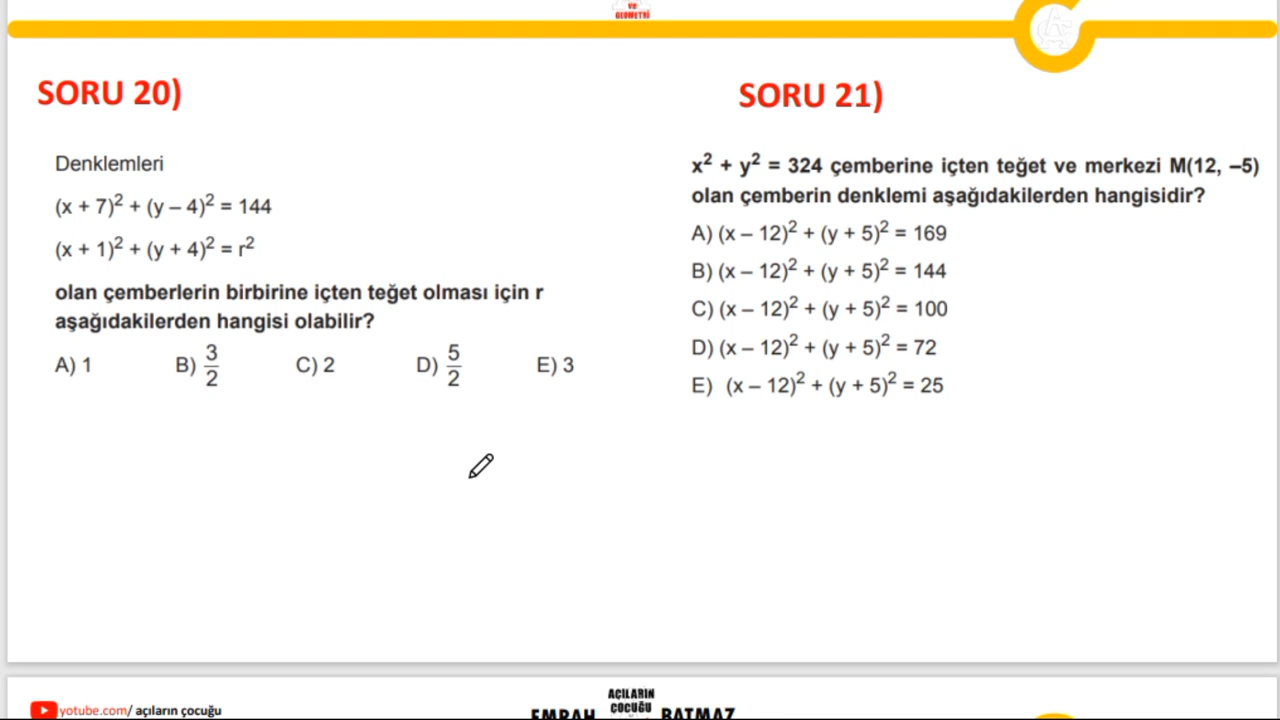 VE
GEOMETRİ
SORU 20)
Denklemleri
(x + 7)² + (y – 4)² = 144
(x + 1)² + (y + 4)² = r²
olan çemberlerin birbirine içten teğet olması için r
aşağıdakilerden hangisi olabilir?
A) 1 B) 3/2 C) 2 D) 5/2 E) 3
SORU 21)
x² + y² = 324 çemberine içten teğet ve merkezi M(12, –5)
olan çemberin denklemi aşağıdakilerden hangisidir?
A) (x – 12)² + (y + 5)² = 169
B) (x – 12)² + (y + 5)² = 144
C) (x – 12)² + (y + 5)² = 100
D) (x – 12)² + (y + 5)² = 72
E) (x – 12)² + (y + 5)² = 25
yotube.com/ açıların çocuğu
EMRAH
AÇILARIN
ÇOCUĞU
BATMAZ